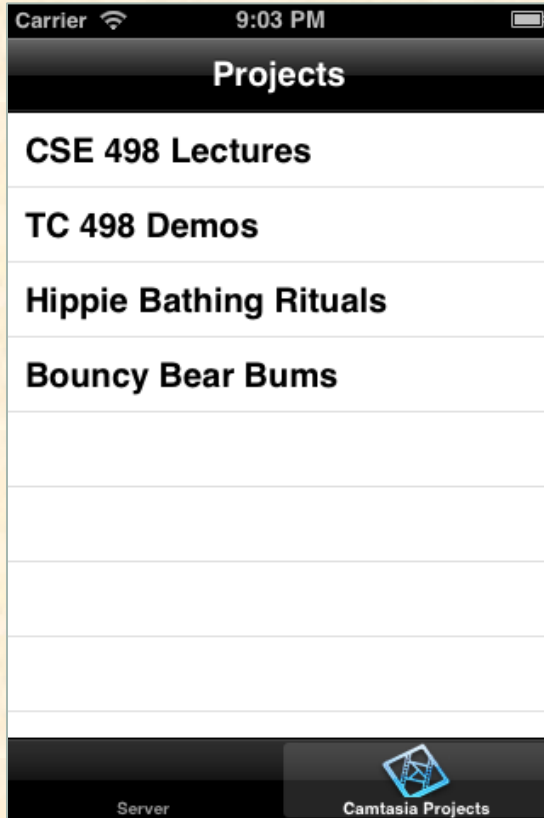 Carrier 9:03 PM
Projects
CSE 498 Lectures
TC 498 Demos
Hippie Bathing Rituals
Bouncy Bear Bums
Server Camtasia Projects